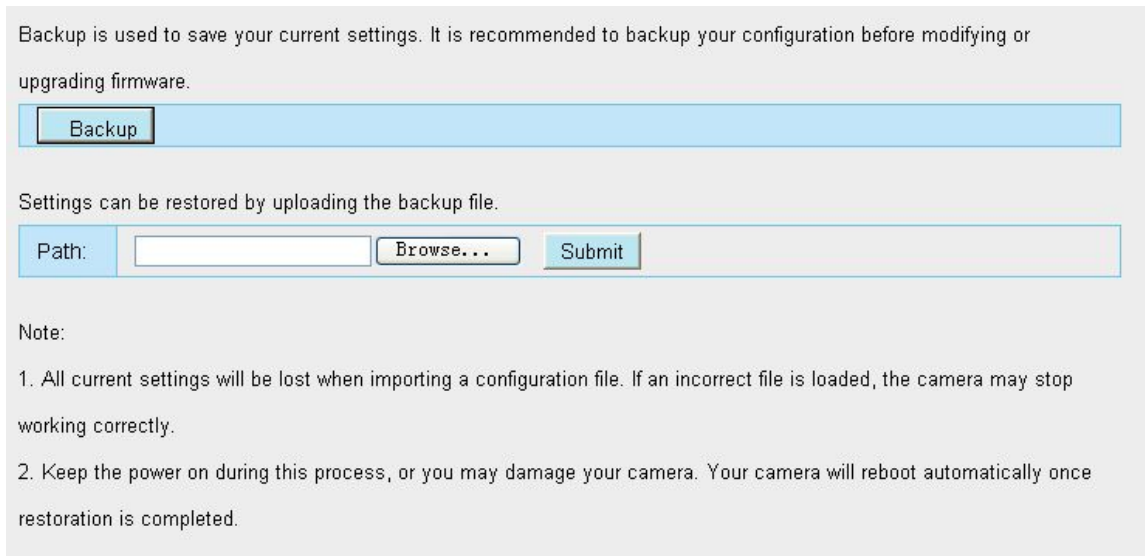 Backup is used to save your current settings. It is recommended to backup your configuration before modifying or
upgrading firmware.
Backup
Settings can be restored by uploading the backup file.
Path: Browse... Submit
Note:
1. All current settings will be lost when importing a configuration file. If an incorrect file is loaded, the camera may stop
working correctly.
2. Keep the power on during this process, or you may damage your camera. Your camera will reboot automatically once
restoration is completed.